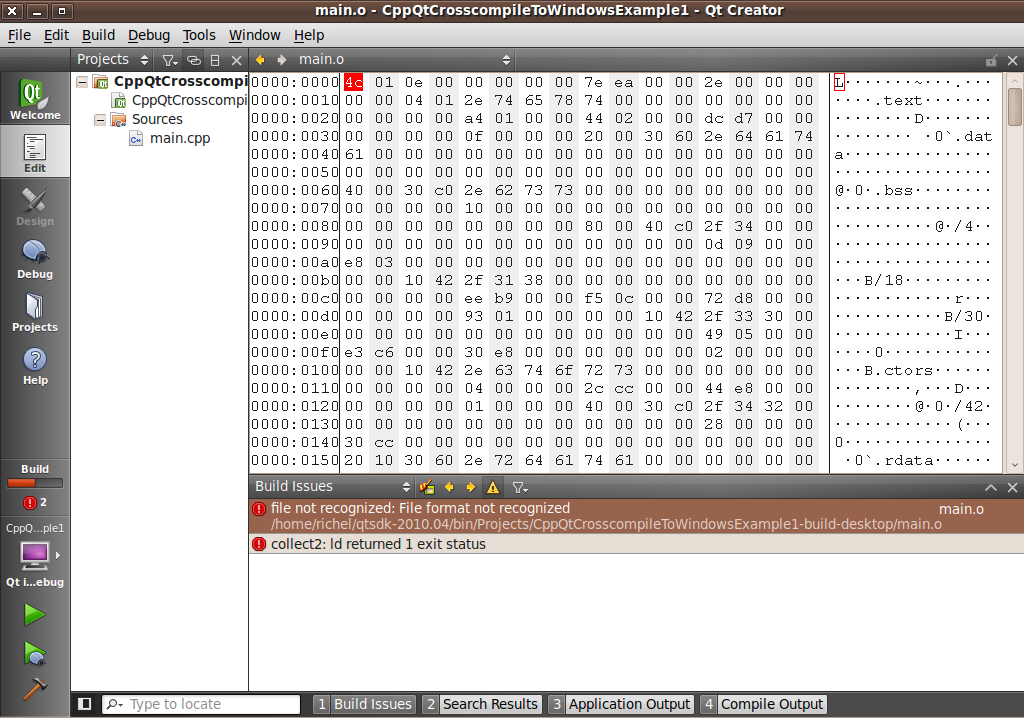 main.o - CppQtCrosscompileToWindowsExample1 - Qt Creator
File Edit Build Debug Tools Window Help
Projects main.o
Welcome
Edit
Design
Debug
Projects
Help
Build
2
CppQ...ple1
Qt i...ebug
CppQtCrosscompi
CppQtCrosscompi
Sources
main.cpp
0000:0000 4c 01 0e 00 00 00 00 00 7e ea 00 00 2e 00 00 00 L·······~··.···
0000:0010 00 00 04 01 2e 74 65 78 74 00 00 00 00 00 00 00 ····.text·······
0000:0020 00 00 00 00 a4 01 00 00 44 02 00 00 dc d7 00 00 ········D·······
0000:0030 00 00 00 00 0f 00 00 00 20 00 30 60 2e 64 61 74 ········ ·0`.dat
0000:0040 61 00 00 00 00 00 00 00 00 00 00 00 00 00 00 00 a···············
0000:0050 00 00 00 00 00 00 00 00 00 00 00 00 00 00 00 00 ················
0000:0060 40 00 30 c0 2e 62 73 73 00 00 00 00 00 00 00 00 @·0·.bss········
0000:0070 00 00 00 00 10 00 00 00 00 00 00 00 00 00 00 00 ················
0000:0080 00 00 00 00 00 00 00 00 80 00 40 c0 2f 34 00 00 ··········@·/4··
0000:0090 00 00 00 00 00 00 00 00 00 00 00 00 0d 09 00 00 ················
0000:00a0 e8 03 00 00 00 00 00 00 00 00 00 00 00 00 00 00 ················
0000:00b0 00 00 10 42 2f 31 38 00 00 00 00 00 00 00 00 00 ···B/18·········
0000:00c0 00 00 00 00 ee b9 00 00 f5 0c 00 00 72 d8 00 00 ············r···
0000:00d0 00 00 00 00 93 01 00 00 00 00 10 42 2f 33 30 00 ···········B/30·
0000:00e0 00 00 00 00 00 00 00 00 00 00 00 00 49 05 00 00 ············I···
0000:00f0 e3 c6 00 00 30 e8 00 00 00 00 00 00 02 00 00 00 ····0···········
0000:0100 00 00 10 42 2e 63 74 6f 72 73 00 00 00 00 00 00 ···B.ctors······
0000:0110 00 00 00 00 04 00 00 00 2c cc 00 00 44 e8 00 00 ········,···D···
0000:0120 00 00 00 00 01 00 00 00 40 00 30 c0 2f 34 32 00 ········@·0·/42·
0000:0130 00 00 00 00 00 00 00 00 00 00 00 00 28 00 00 00 ············(···
0000:0140 30 cc 00 00 00 00 00 00 00 00 00 00 00 00 00 00 0···············
0000:0150 20 10 30 60 2e 72 64 61 74 61 00 00 00 00 00 00 ·0`.rdata······
Build Issues
file not recognized: File format not recognized main.o
/home/richel/qtsdk-2010.04/bin/Projects/CppQtCrosscompileToWindowsExample1-build-desktop/main.o
collect2: ld returned 1 exit status
Type to locate 1 Build Issues 2 Search Results 3 Application Output 4 Compile Output